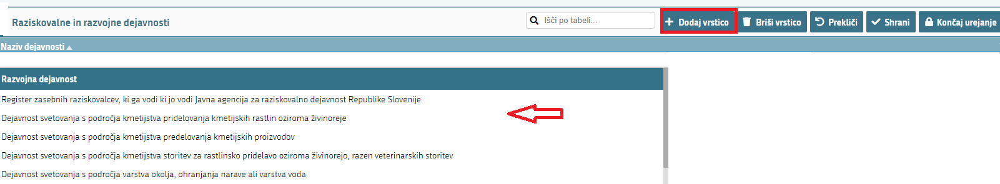 Raziskovalne in razvojne dejavnosti
Išči po tabeli...
Dodaj vrstico
Briši vrstico
Prekliči
Shrani
Končaj urejanje
Naziv dejavnosti
Razvojna dejavnost
Register zasebnih raziskovalcev, ki ga vodi ki jo vodi Javna agencija za raziskovalno dejavnost Republike Slovenije
Dejavnost svetovanja s področja kmetijstva pridelovanja kmetijskih rastlin oziroma živinoreje
Dejavnost svetovanja s področja kmetijstva predelovanja kmetijskih proizvodov
Dejavnost svetovanja s področja kmetijstva storitev za rastlinsko pridelavo oziroma živinorejo, razen veterinarskih storitev
Dejavnost svetovanja s področja varstva okolja, ohranjanja narave ali varstva voda